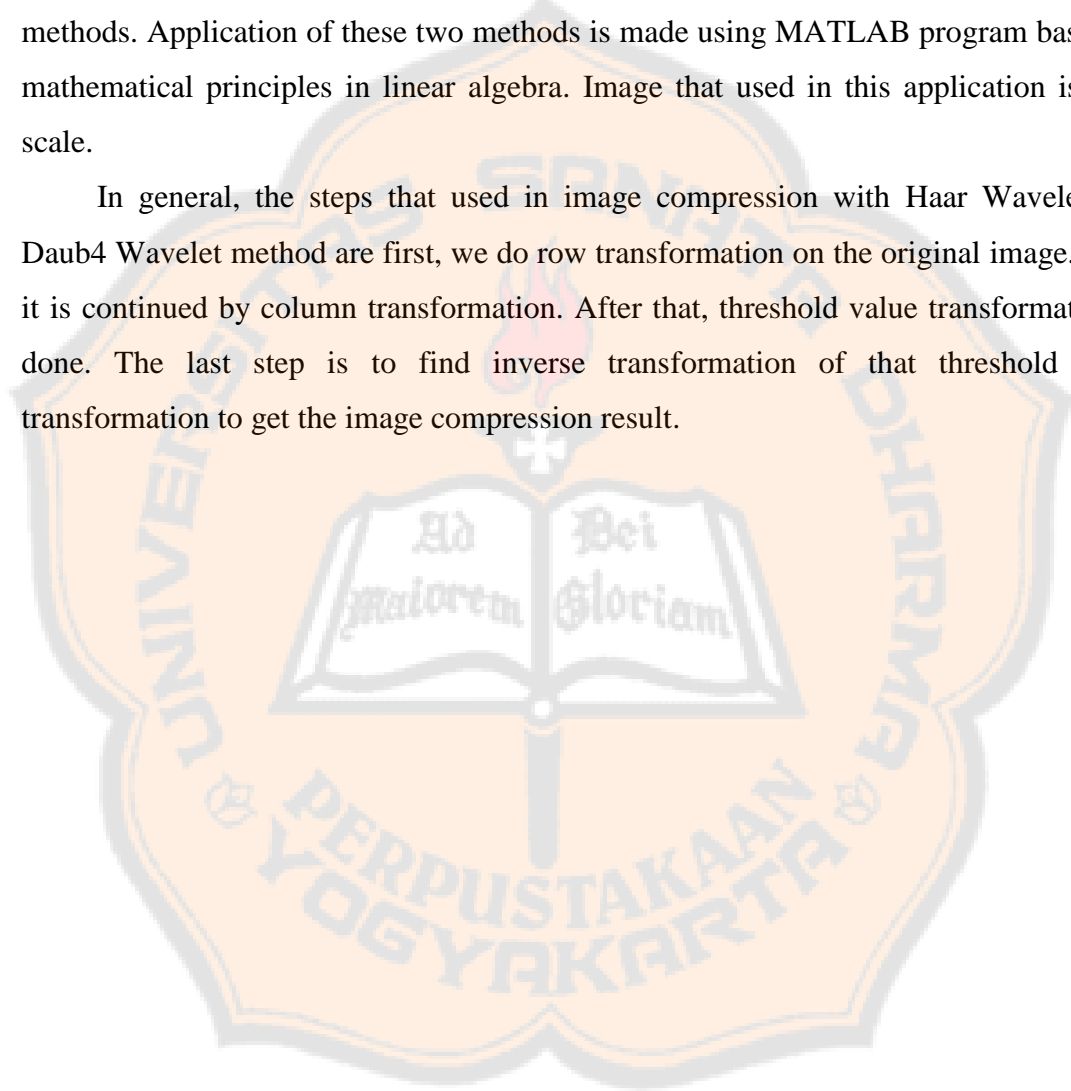 methods. Application of these two methods is made using MATLAB program bas
mathematical principles in linear algebra. Image that used in this application is
scale.
In general, the steps that used in image compression with Haar Wavele
Daub4 Wavelet method are first, we do row transformation on the original image.
it is continued by column transformation. After that, threshold value transformat
done. The last step is to find inverse transformation of that threshold
transformation to get the image compression result.
UNIVERSITAS SANATA DHARMA
Ad Dei
Maiorem Gloriam
PERPUSTAKAAN
YOGYAKARTA